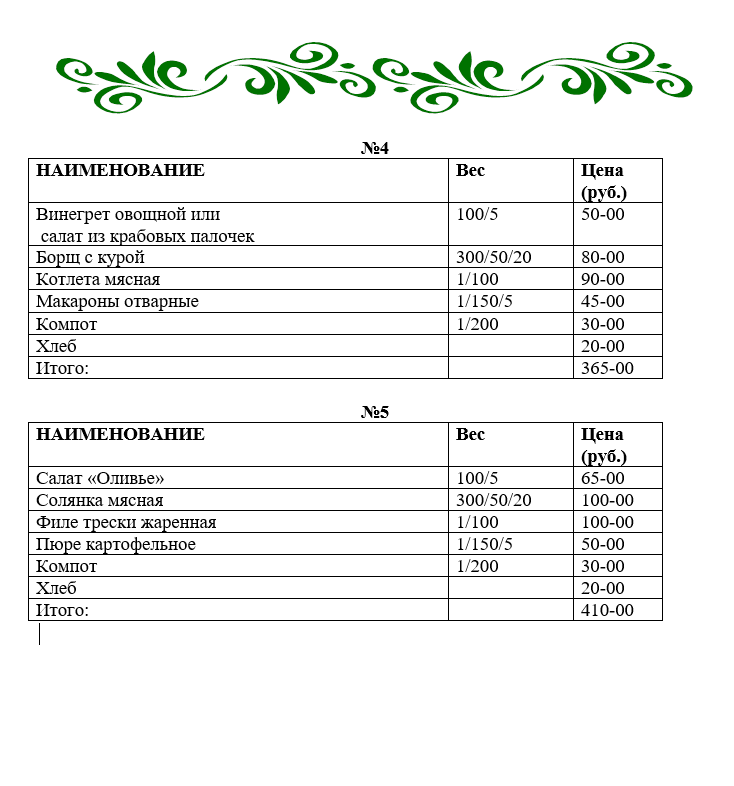 №4
НАИМЕНОВАНИЕ Вес Цена
(руб.)
Винегрет овощной или 100/5 50-00
салат из крабовых палочек
Борщ с курой 300/50/20 80-00
Котлета мясная 1/100 90-00
Макароны отварные 1/150/5 45-00
Компот 1/200 30-00
Хлеб 20-00
Итого: 365-00
№5
НАИМЕНОВАНИЕ Вес Цена
(руб.)
Салат «Оливье» 100/5 65-00
Солянка мясная 300/50/20 100-00
Филе трески жаренная 1/100 100-00
Пюре картофельное 1/150/5 50-00
Компот 1/200 30-00
Хлеб 20-00
Итого: 410-00